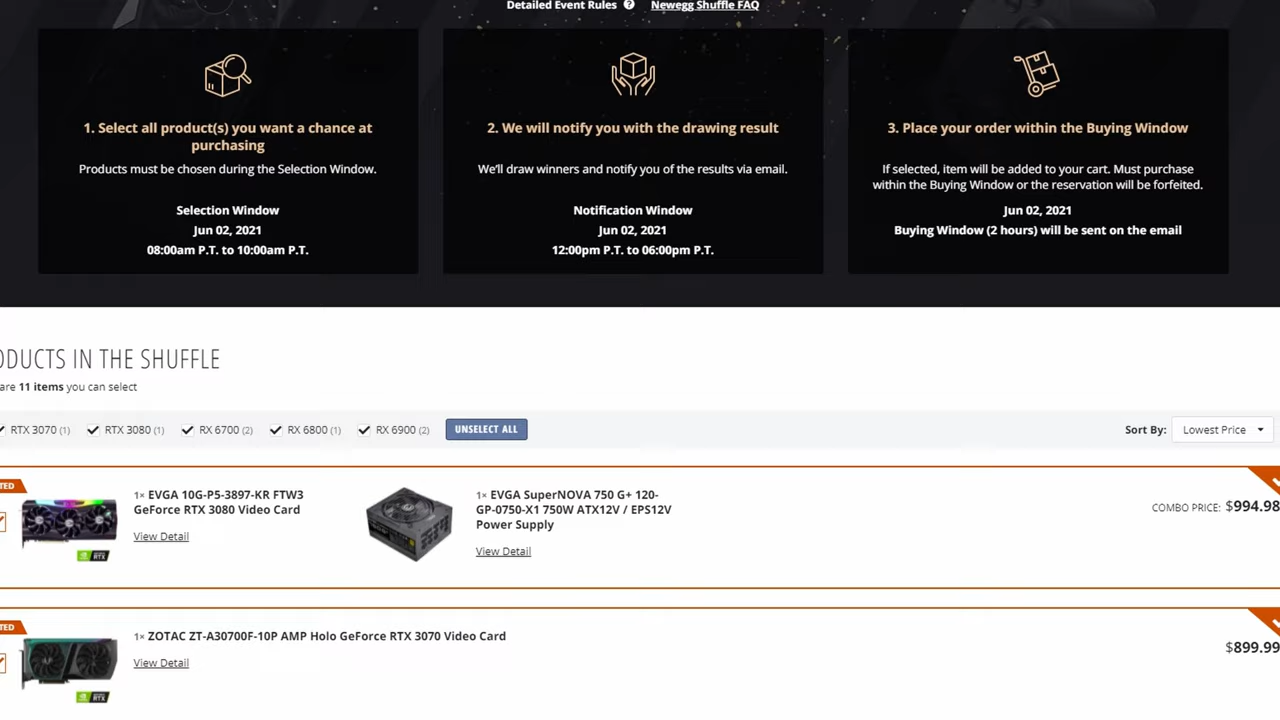 Detailed Event Rules ? Newegg Shuffle FAQ
1. Select all product(s) you want a chance at
purchasing
Products must be chosen during the Selection Window.
Selection Window
Jun 02, 2021
08:00am P.T. to 10:00am P.T.
2. We will notify you with the drawing result
We'll draw winners and notify you of the results via email.
Notification Window
Jun 02, 2021
12:00pm P.T. to 06:00pm P.T.
3. Place your order within the Buying Window
If selected, item will be added to your cart. Must purchase
within the Buying Window or the reservation will be forfeited.
Jun 02, 2021
Buying Window (2 hours) will be sent on the email
ODUCTS IN THE SHUFFLE
are 11 items you can select
RTX 3070 (1) RTX 3080 (1) RX 6700 (2) RX 6800 (1) RX 6900 (2) UNSELECT ALL Sort By: Lowest Price
TED
1× EVGA 10G-P5-3897-KR FTW3
GeForce RTX 3080 Video Card
View Detail
RTX
1× EVGA SuperNOVA 750 G+ 120-
GP-0750-X1 750W ATX12V / EPS12V
Power Supply
View Detail
COMBO PRICE: $994.98
TED
1× ZOTAC ZT-A30700F-10P AMP Holo GeForce RTX 3070 Video Card
View Detail
RTX
$899.99